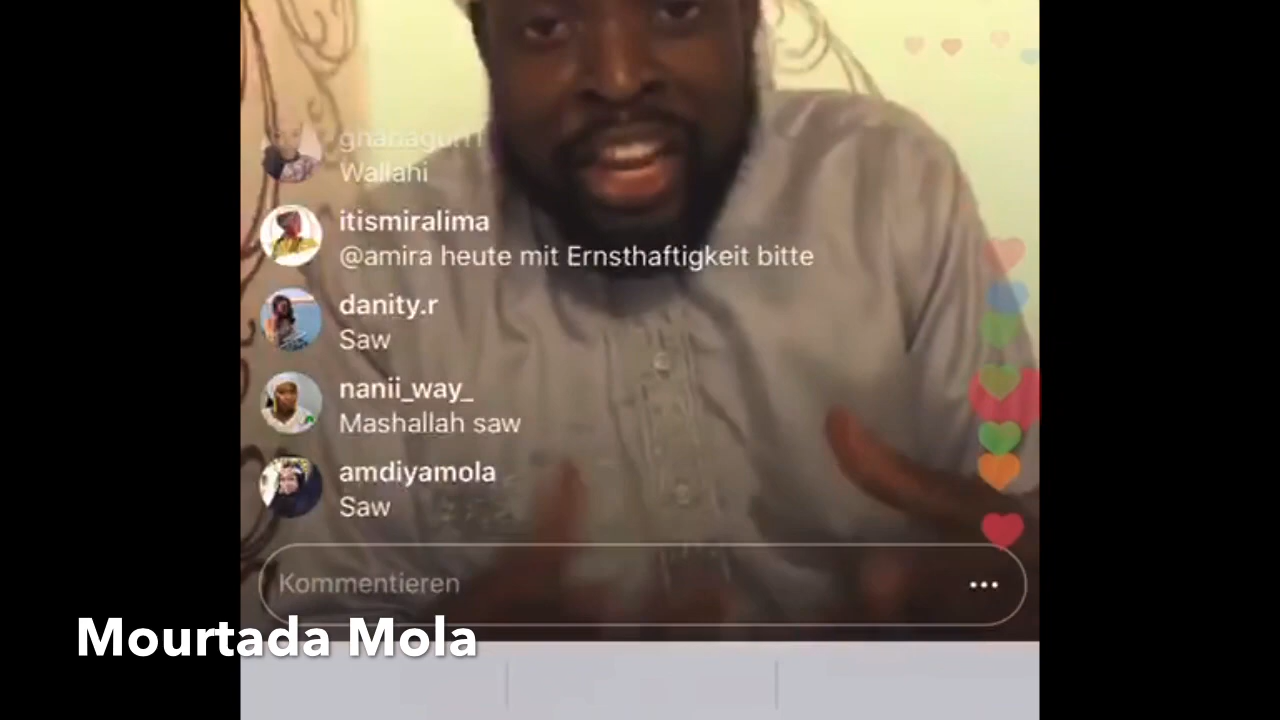 Wallahi
itismiralima
@amira heute mit Ernsthaftigkeit bitte
danity.r
Saw
nanii_way_
Mashallah saw
amdiyamola
Saw
Kommentieren
Mourtada Mola